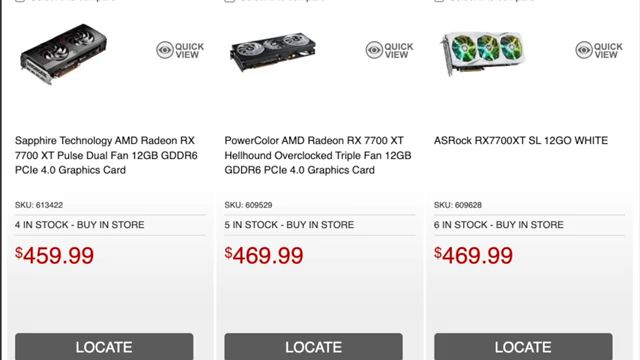 QUICK
VIEW
QUICK
VIEW
QUICK
VIEW
Sapphire Technology AMD Radeon RX
7700 XT Pulse Dual Fan 12GB GDDR6
PCIe 4.0 Graphics Card
SKU: 613422
4 IN STOCK - BUY IN STORE
$459.99
LOCATE
PowerColor AMD Radeon RX 7700 XT
Hellhound Overclocked Triple Fan 12GB
GDDR6 PCIe 4.0 Graphics Card
SKU: 609529
5 IN STOCK - BUY IN STORE
$469.99
LOCATE
ASRock RX7700XT SL 12GO WHITE
SKU: 609628
6 IN STOCK - BUY IN STORE
$469.99
LOCATE